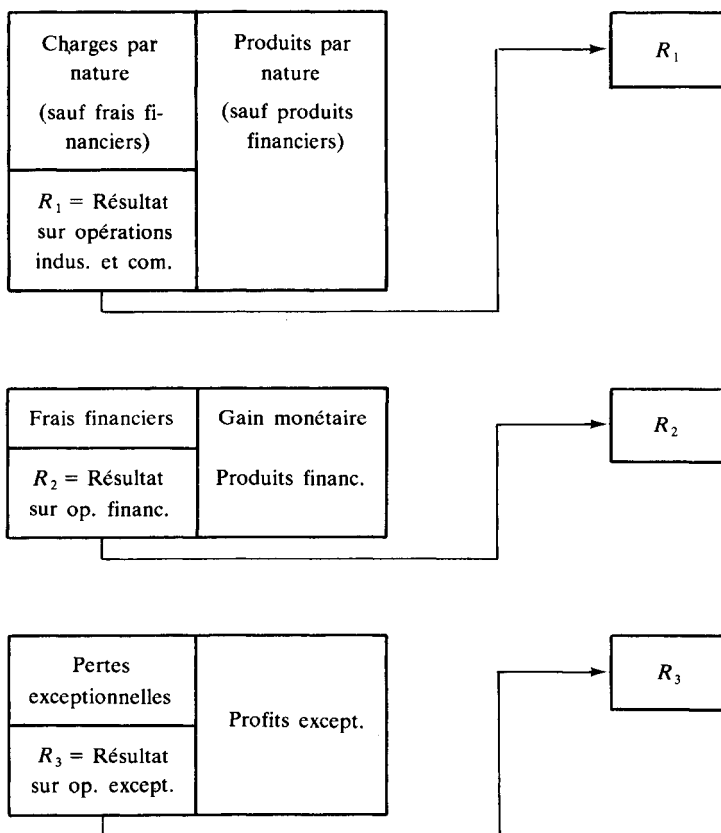 Charges par
nature
(sauf frais fi-
nanciers)
R₁ = Résultat
sur opérations
indus. et com.
Produits par
nature
(sauf produits
financiers)
R₁
Frais financiers
R₂ = Résultat
sur op. financ.
Gain monétaire
Produits financ.
R₂
Pertes
exceptionnelles
R₃ = Résultat
sur op. except.
Profits except.
R₃